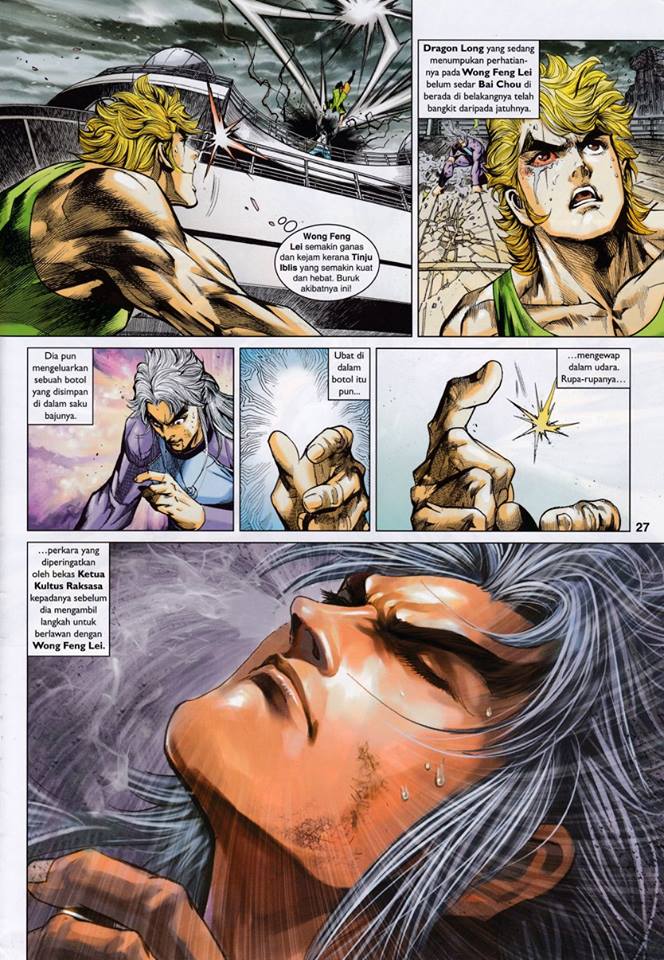 Wong Feng
Lei semakin ganas
dan kejam kerana Tinju
Iblis yang semakin kuat
dan hebat. Buruk
akibatnya ini!
Dragon Long yang sedang
menumpukan perhatian-
nya pada Wong Feng Lei
belum sedar Bai Chou di
berada di belakangnya telah
bangkit daripada jatuhnya.
Dia pun
mengeluarkan
sebuah botol
yang disimpan
di dalam saku
bajunya.
Ubat di
dalam
botol itu
pun...
...mengewap
dalam udara.
Rupa-rupanya...
27
...perkara yang
diperingatkan
oleh bekas Ketua
Kultus Raksasa
kepadanya sebelum
dia mengambil
langkah untuk
berlawan dengan
Wong Feng Lei.